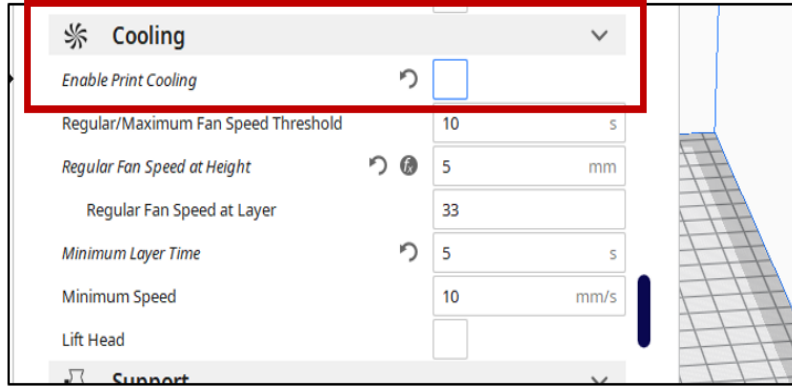 Cooling
Enable Print Cooling
Regular/Maximum Fan Speed Threshold 10 s
Regular Fan Speed at Height fx 5 mm
Regular Fan Speed at Layer 33
Minimum Layer Time 5 s
Minimum Speed 10 mm/s
Lift Head
Support